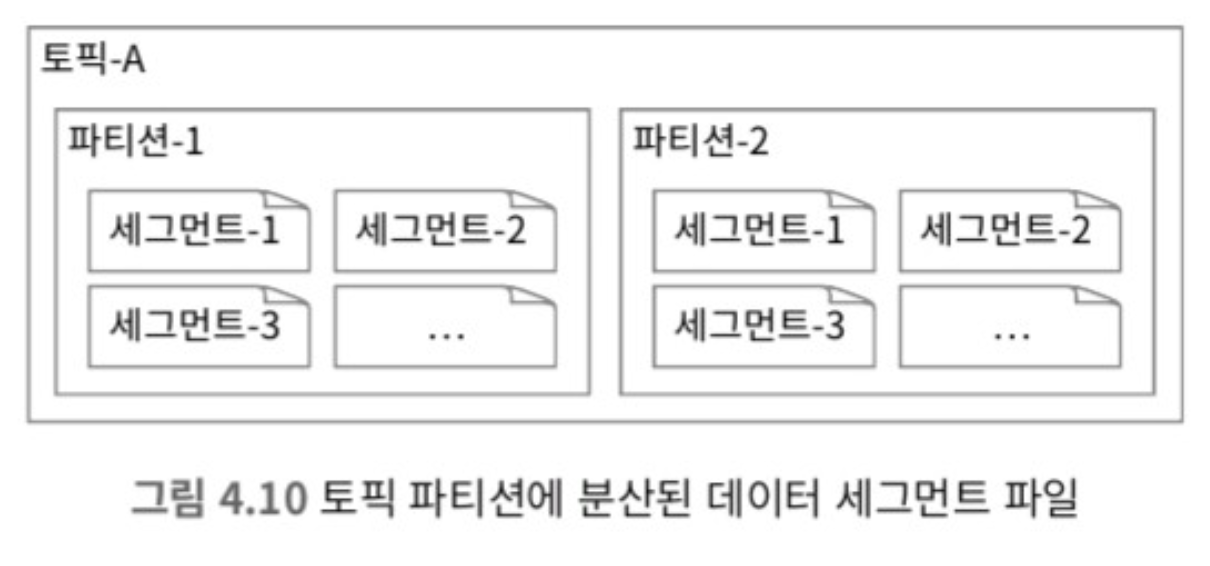 토픽-A
파티션-1
세그먼트-1
세그먼트-2
세그먼트-3
...
파티션-2
세그먼트-1
세그먼트-2
세그먼트-3
...
그림 4.10 토픽 파티션에 분산된 데이터 세그먼트 파일